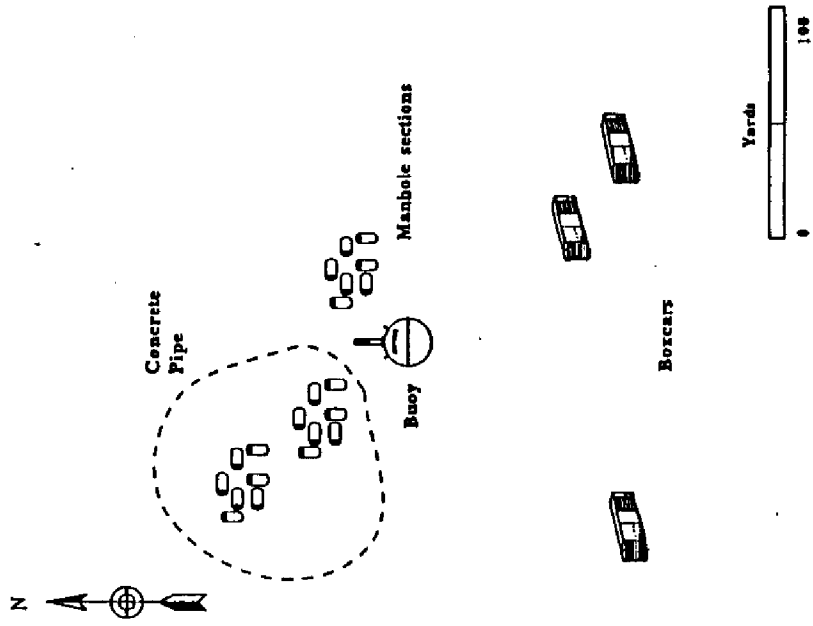 N
Concrete
Pipe
Manhole sections
Buoy
Boxcars
Yards
0
100